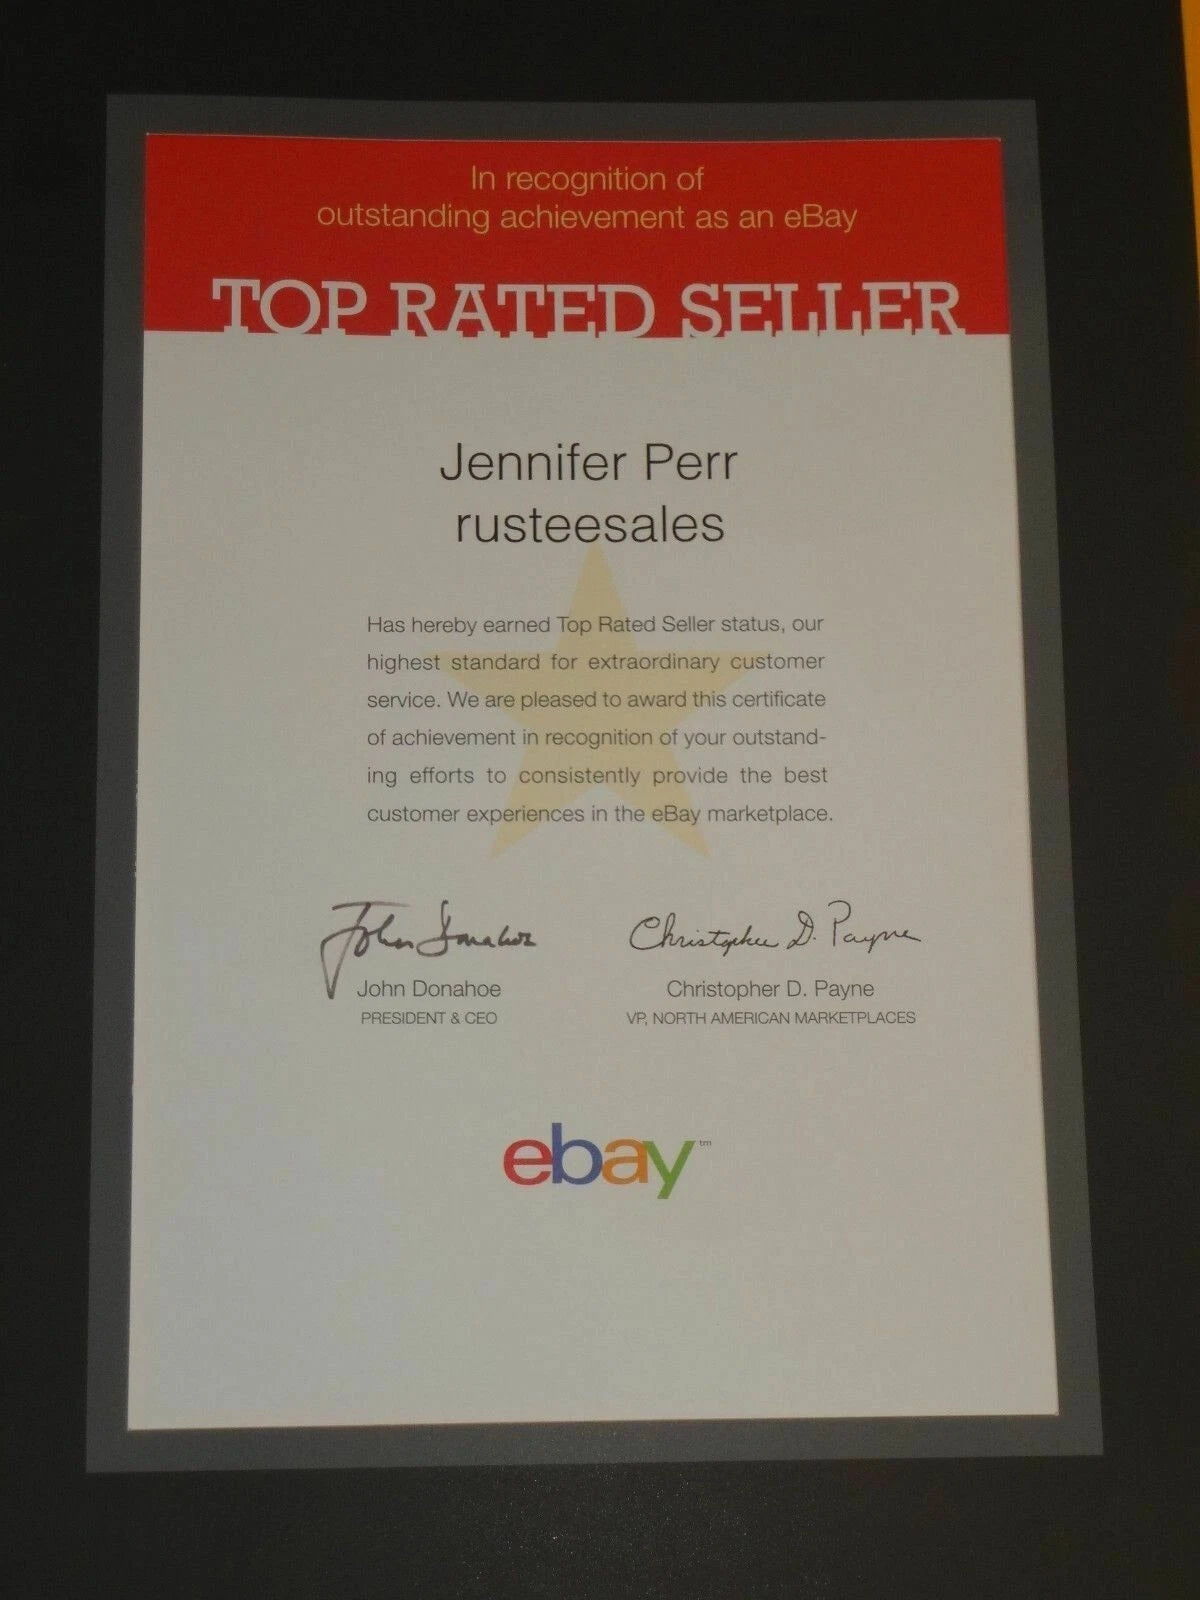 In recognition of
outstanding achievement as an eBay
TOP RATED SELLER
Jennifer Perr
rusteesales
Has hereby earned Top Rated Seller status, our
highest standard for extraordinary customer
service. We are pleased to award this certificate
of achievement in recognition of your outstand-
ing efforts to consistently provide the best
customer experiences in the eBay marketplace.
John Donahoe Christopher D. Payne
John Donahoe Christopher D. Payne
PRESIDENT & CEO VP, NORTH AMERICAN MARKETPLACES
ebay™